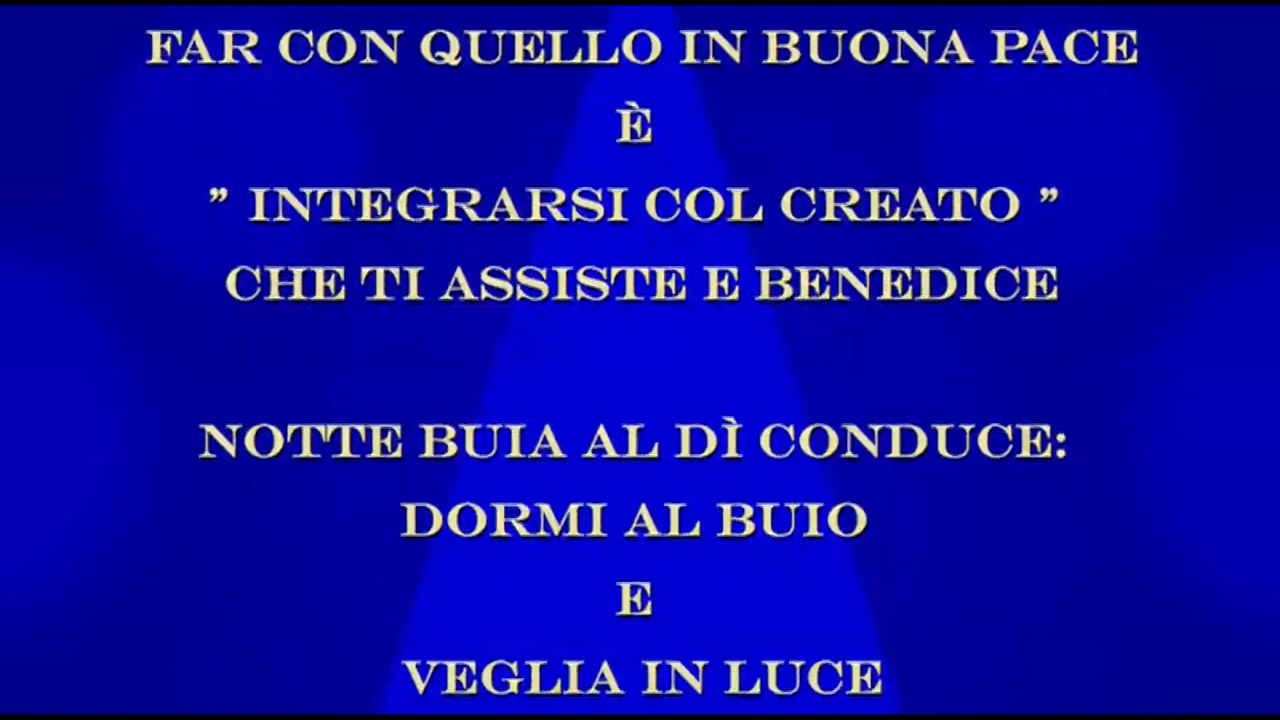 FAR CON QUELLO IN BUONA PACE
È
” INTEGRARSI COL CREATO ”
CHE TI ASSISTE E BENEDICE
NOTTE BUIA AL DÌ CONDUCE:
DORMI AL BUIO
E
VEGLIA IN LUCE